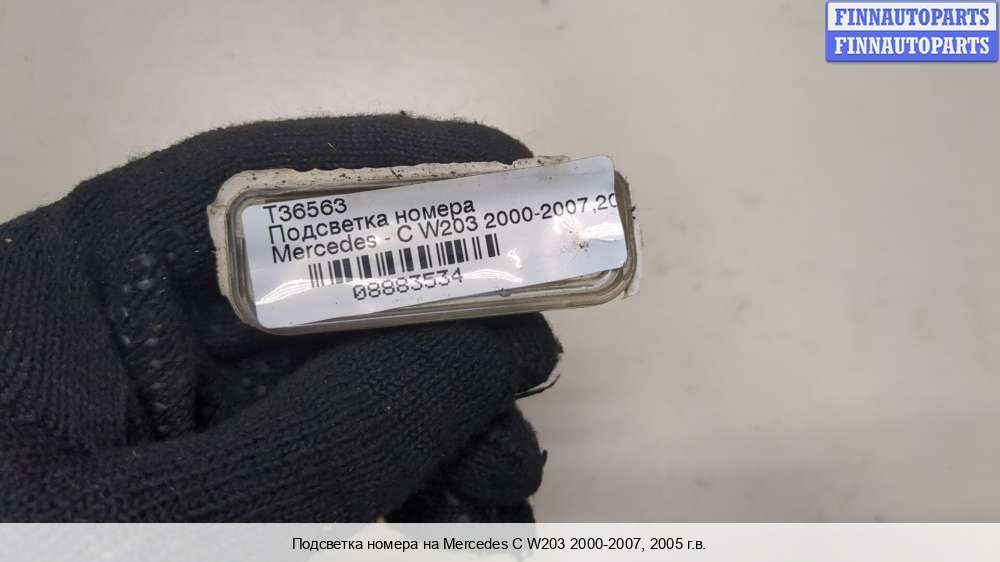 FINNAUTOPARTS
FINNAUTOPARTS
T36563
Подсветка номера
Mercedes - C W203 2000-2007,20
08883534
Подсветка номера на Mercedes C W203 2000-2007, 2005 г.в.